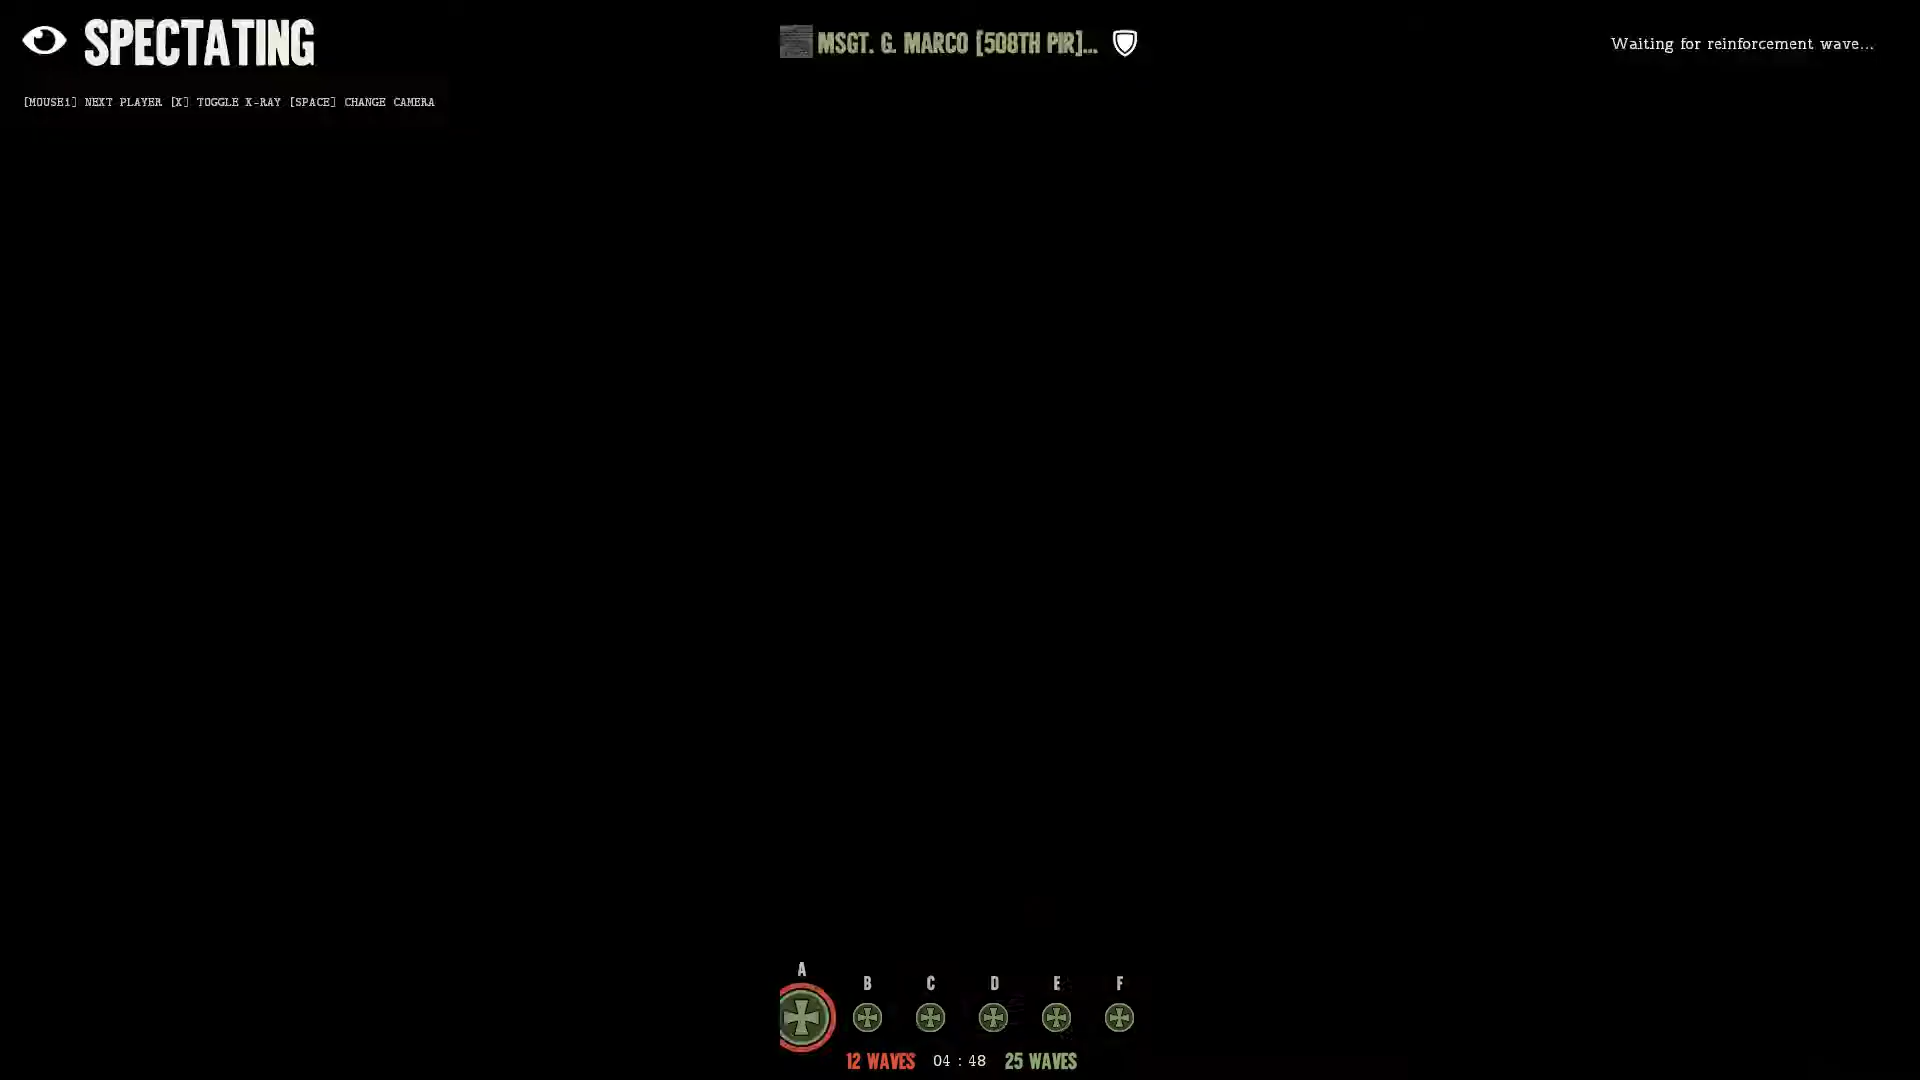 SPECTATING
MSGT. G. MARCO [508TH PIR]...
Waiting for reinforcement wave...
[MOUSE1] NEXT PLAYER [X] TOGGLE X-RAY [SPACE] CHANGE CAMERA
A B C D E F
12 WAVES 04 : 48 25 WAVES